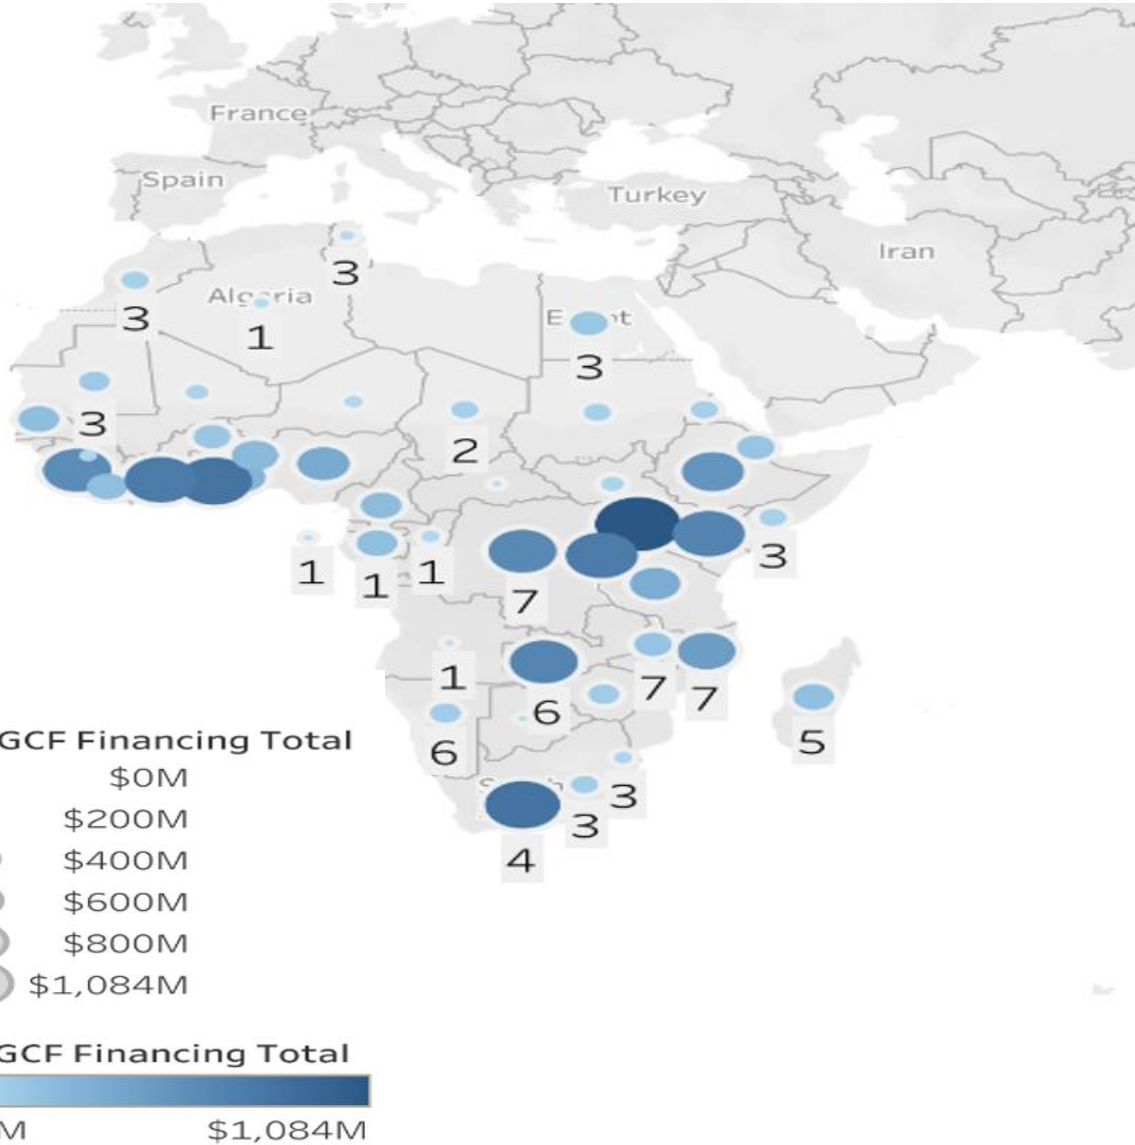 France
Spain
Turkey
Iran
3
Algeria
3
1
E t
3
3
2
3
1
1
1
7
1
7
7
6
6
5
3
3
4
GCF Financing Total
$0M
$200M
$400M
$600M
$800M
$1,084M
GCF Financing Total
M
$1,084M